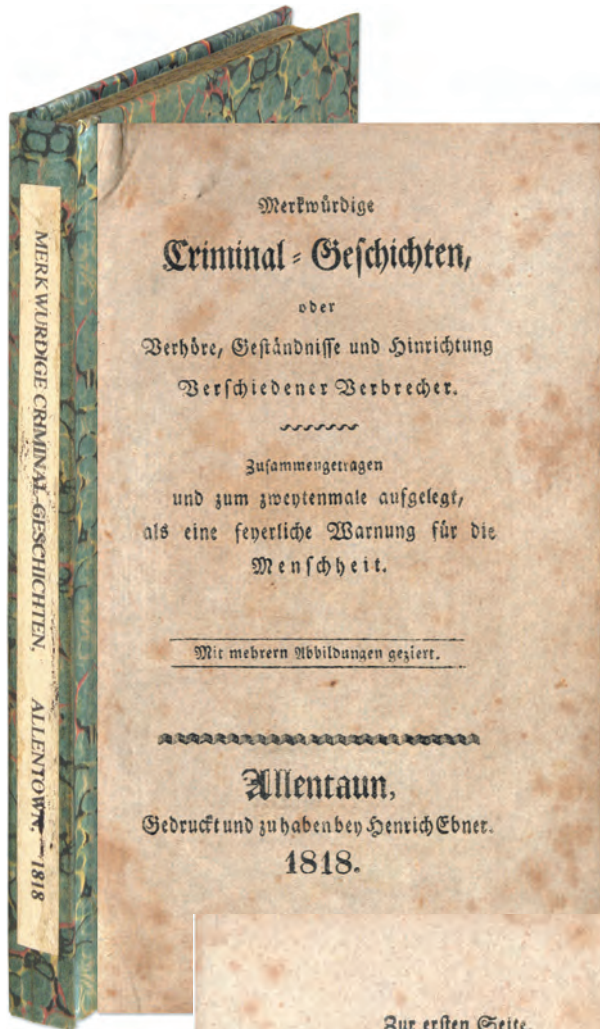 MERKWURDIGE CRIMINAL-GESCHICHTEN. ALLENTOWN, 1818
Merkwürdige
Criminal = Geschichten,
oder
Verhöre, Geständnisse und Hinrichtung
Verschiedener Verbrecher.
Zusammengetragen
und zum zweytenmale aufgelegt,
als eine feyerliche Warnung für die
Menschheit.
Mit mehrern Abbildungen geziert.
Allentaun,
Gedruckt und zu haben bey Henrich Ebner.
1818.
Zur ersten Seite.